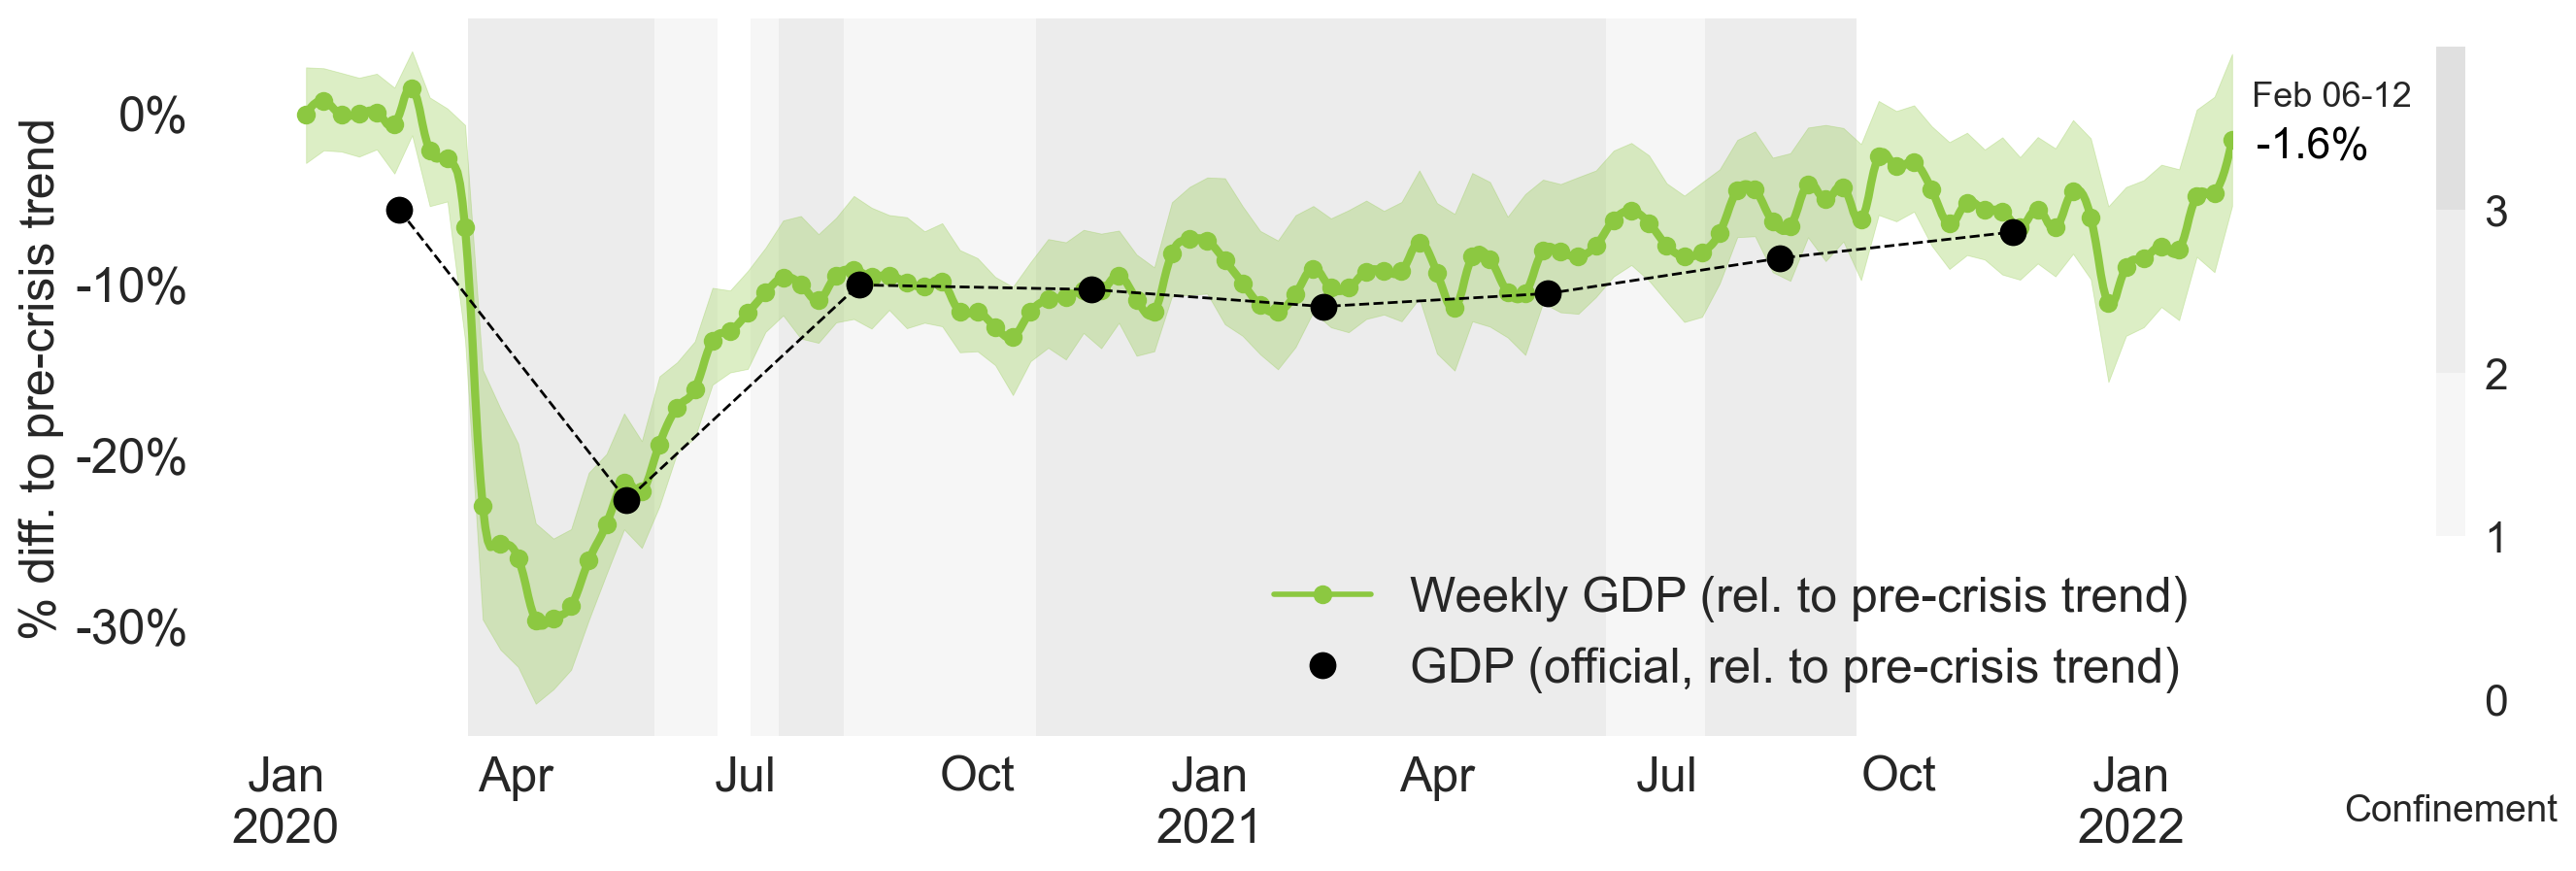 % diff. to pre-crisis trend
0%
-10%
-20%
-30%
Feb 06-12
-1.6%
3
2
1
0
Weekly GDP (rel. to pre-crisis trend)
GDP (official, rel. to pre-crisis trend)
Jan Apr Jul Oct Jan Apr Jul Oct Jan
2020 2021 2022
Confinement